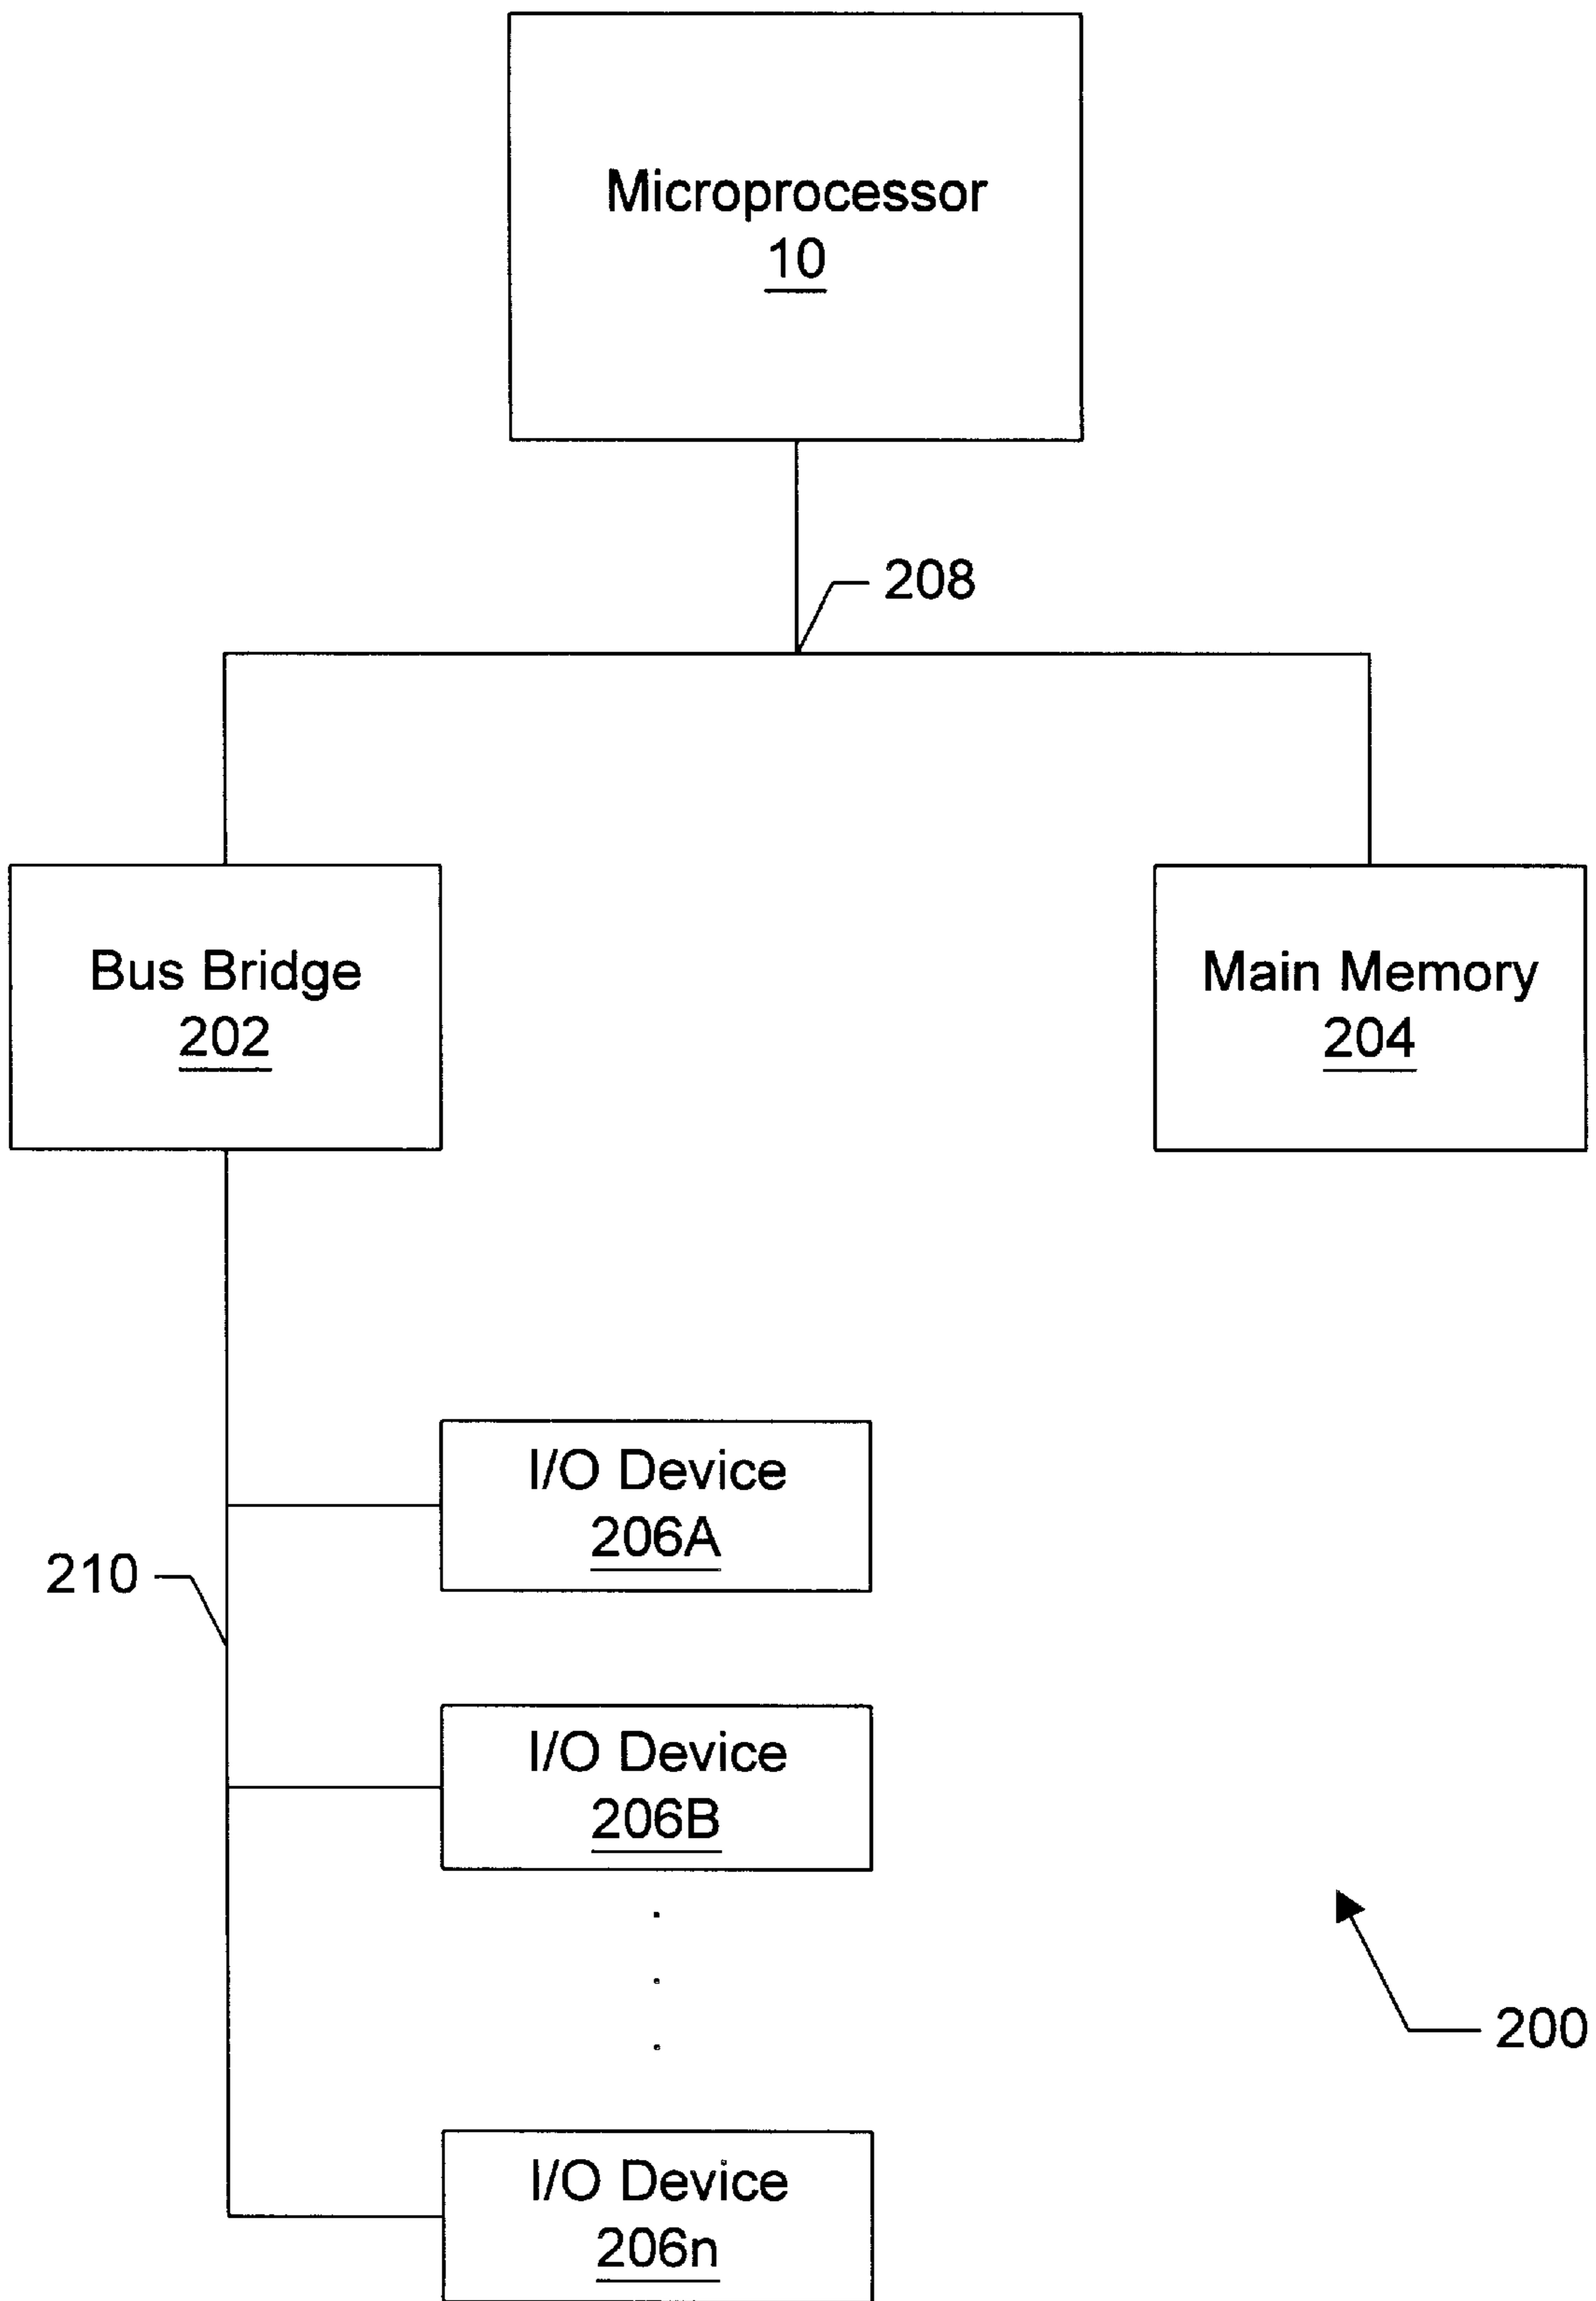 Microprocessor
10
208
Bus Bridge
202
Main Memory
204
I/O Device
206A
210
I/O Device
206B
200
I/O Device
206n